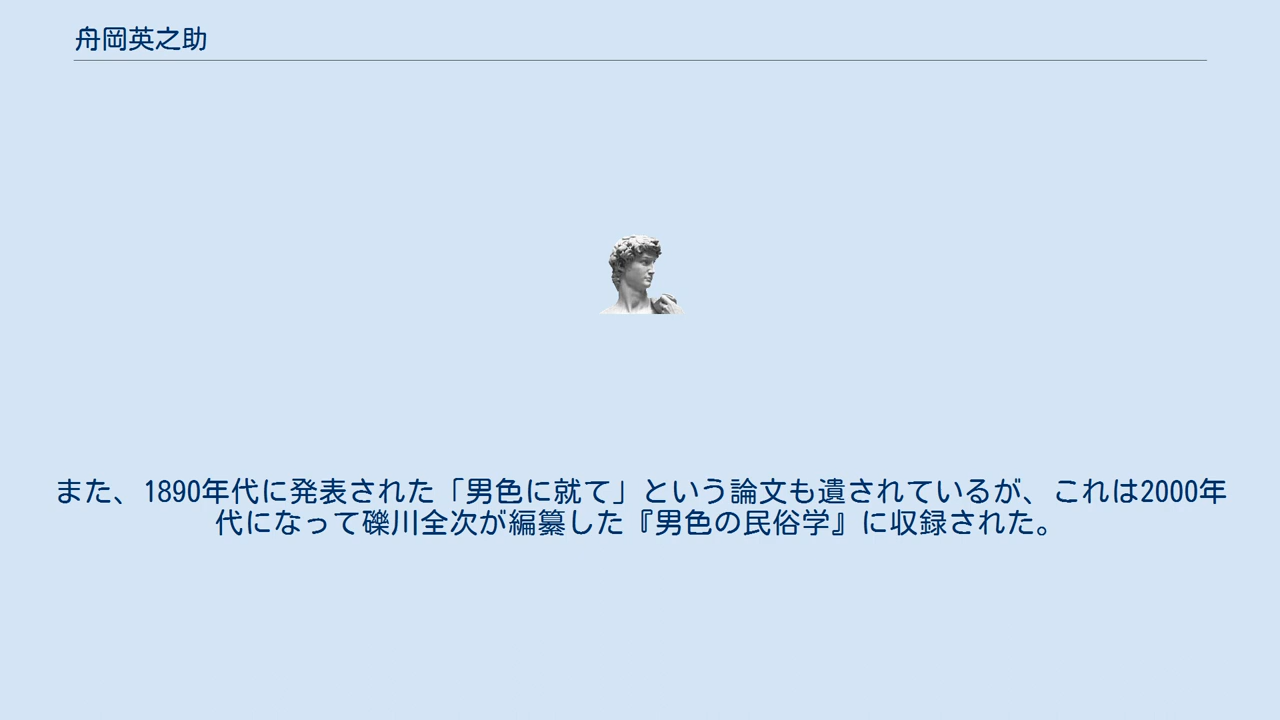 舟岡英之助
また、1890年代に発表された「男色に就て」という論文も遺されているが、これは2000年
代になって礫川全次が編纂した『男色の民俗学』に収録された。